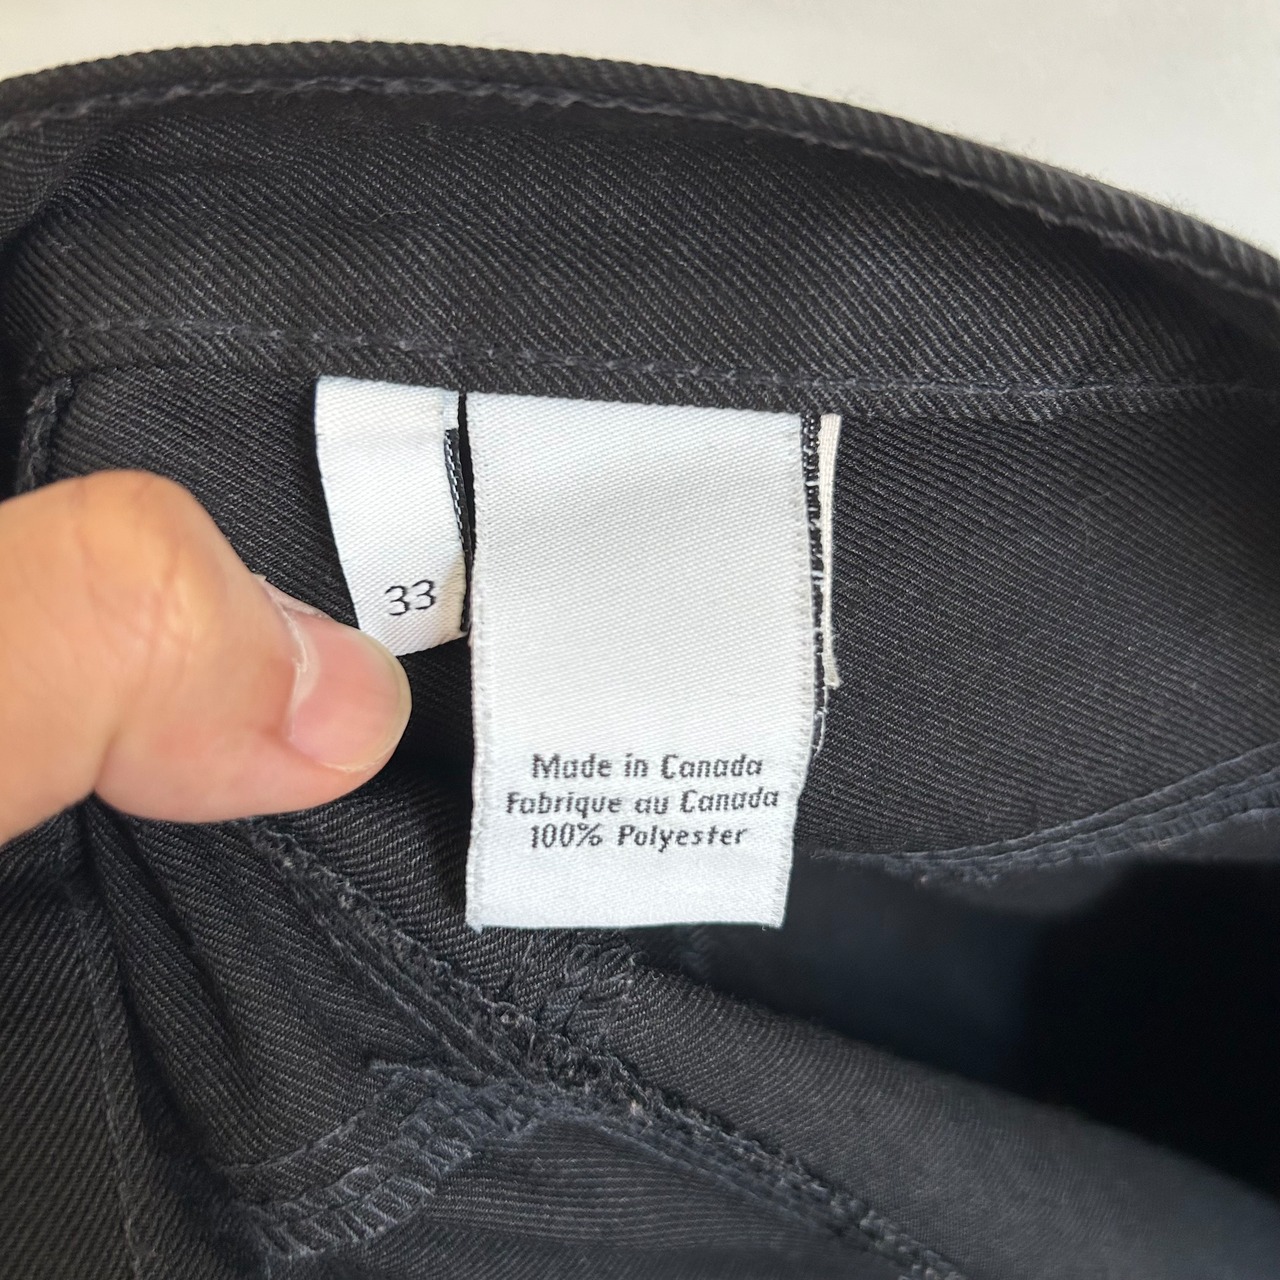 33
Made in Canada
Fabrique au Canada
100% Polyester